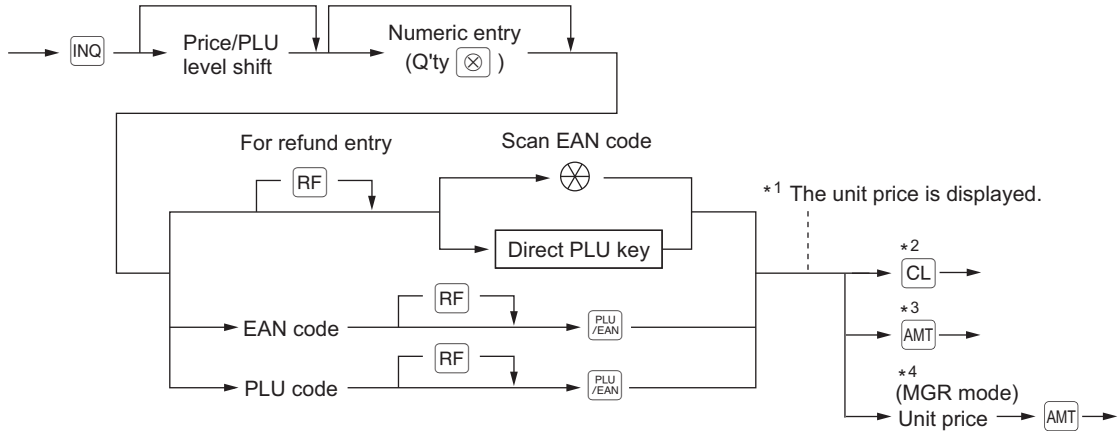 INQ
Price/PLU
level shift
Numeric entry
(Q'ty ⊗ )
For refund entry
RF
Scan EAN code
Direct PLU key
*1 The unit price is displayed.
*2
CL
EAN code
RF
PLU
/EAN
*3
AMT
PLU code
RF
PLU
/EAN
*4
(MGR mode)
Unit price
AMT